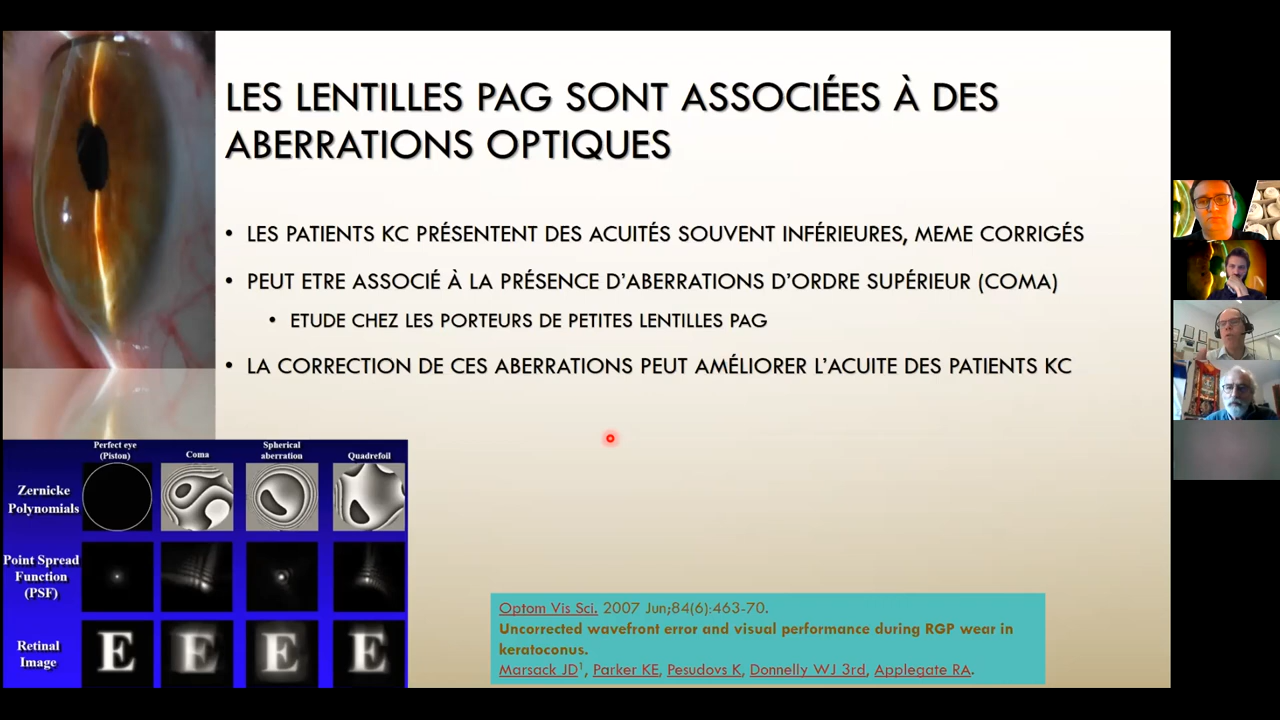 LES LENTILLES PAG SONT ASSOCIÉES À DES
ABERRATIONS OPTIQUES
• LES PATIENTS KC PRÉSENTENT DES ACUITÉS SOUVENT INFÉRIEURES, MEME CORRIGÉS
• PEUT ETRE ASSOCIÉ À LA PRÉSENCE D'ABERRATIONS D'ORDRE SUPÉRIEUR (COMA)
• ETUDE CHEZ LES PORTEURS DE PETITES LENTILLES PAG
• LA CORRECTION DE CES ABERRATIONS PEUT AMÉLIORER L'ACUITE DES PATIENTS KC
Perfect eye
(Piston)
Coma
Spherical
aberration
Quadrefoil
Zernicke
Polynomials
Point Spread
Function
(PSF)
Retinal
Image
E E E E
Optom Vis Sci. 2007 Jun;84(6):463-70.
Uncorrected wavefront error and visual performance during RGP wear in
keratoconus.
Marsack JD1, Parker KE, Pesudovs K, Donnelly WJ 3rd, Applegate RA.